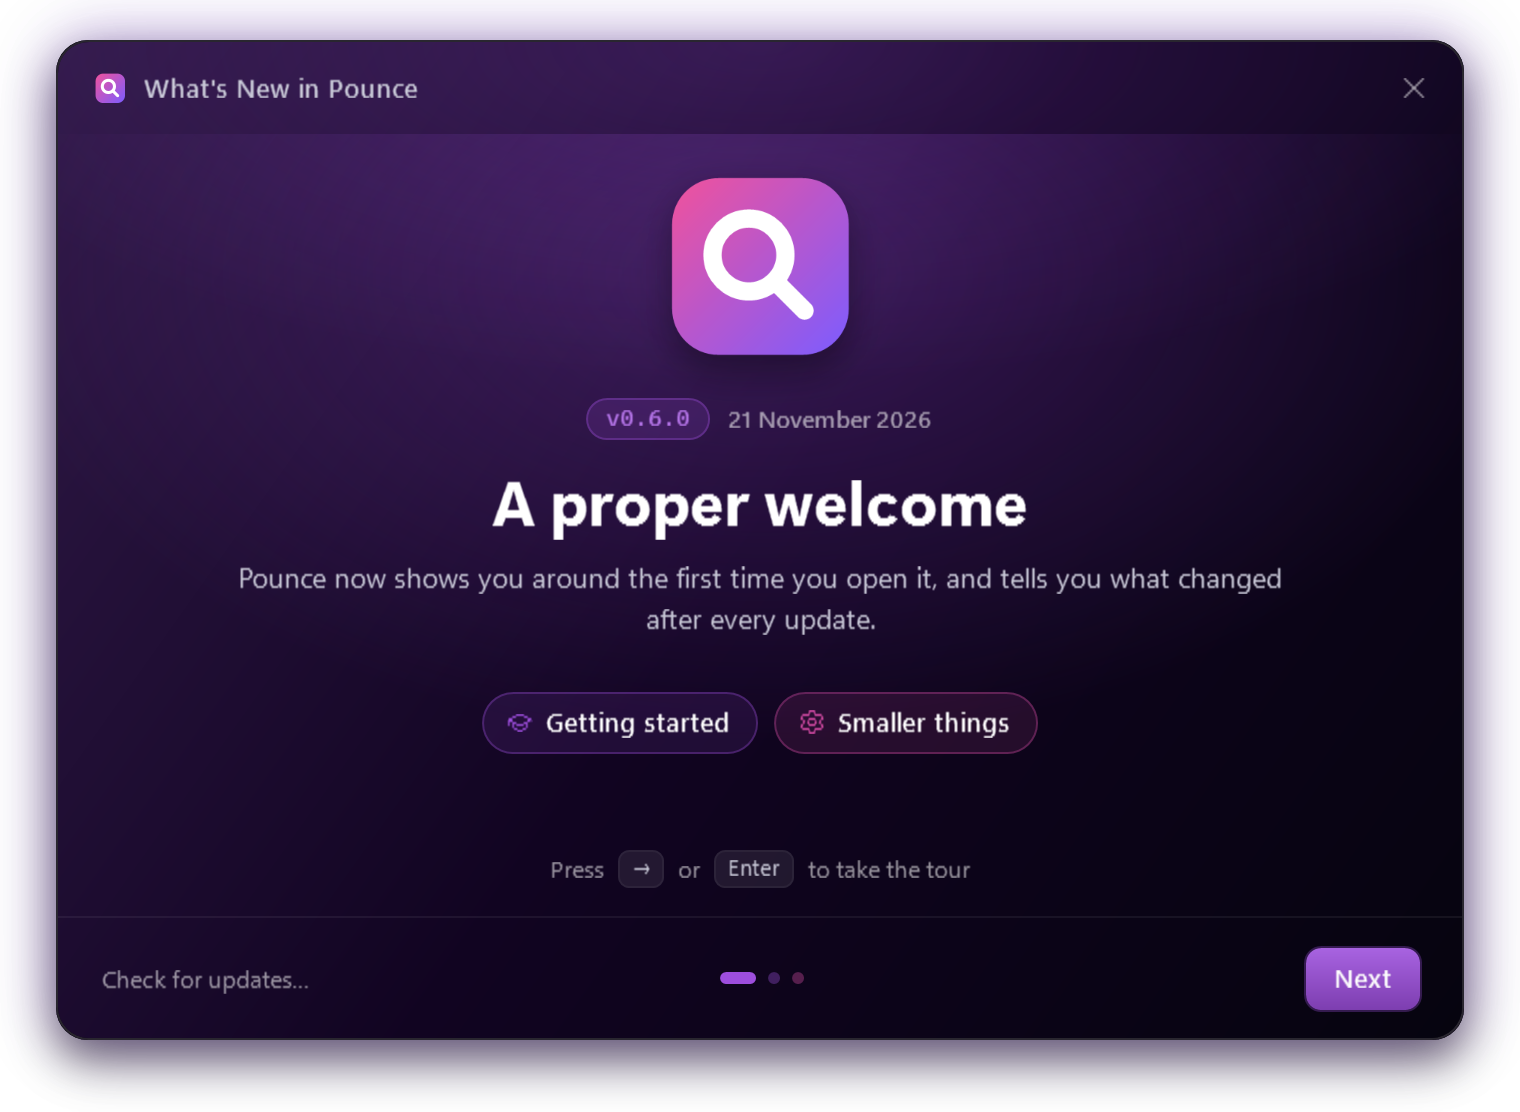 What's New in Pounce
v0.6.0 21 November 2026
A proper welcome
Pounce now shows you around the first time you open it, and tells you what changed
after every update.
Getting started Smaller things
Press → or Enter to take the tour
Check for updates... Next